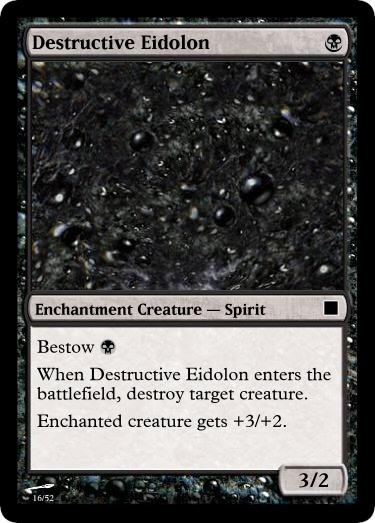 Destructive Eidolon
Enchantment Creature — Spirit
Bestow
When Destructive Eidolon enters the
battlefield, destroy target creature.
Enchanted creature gets +3/+2.
3/2
16/52